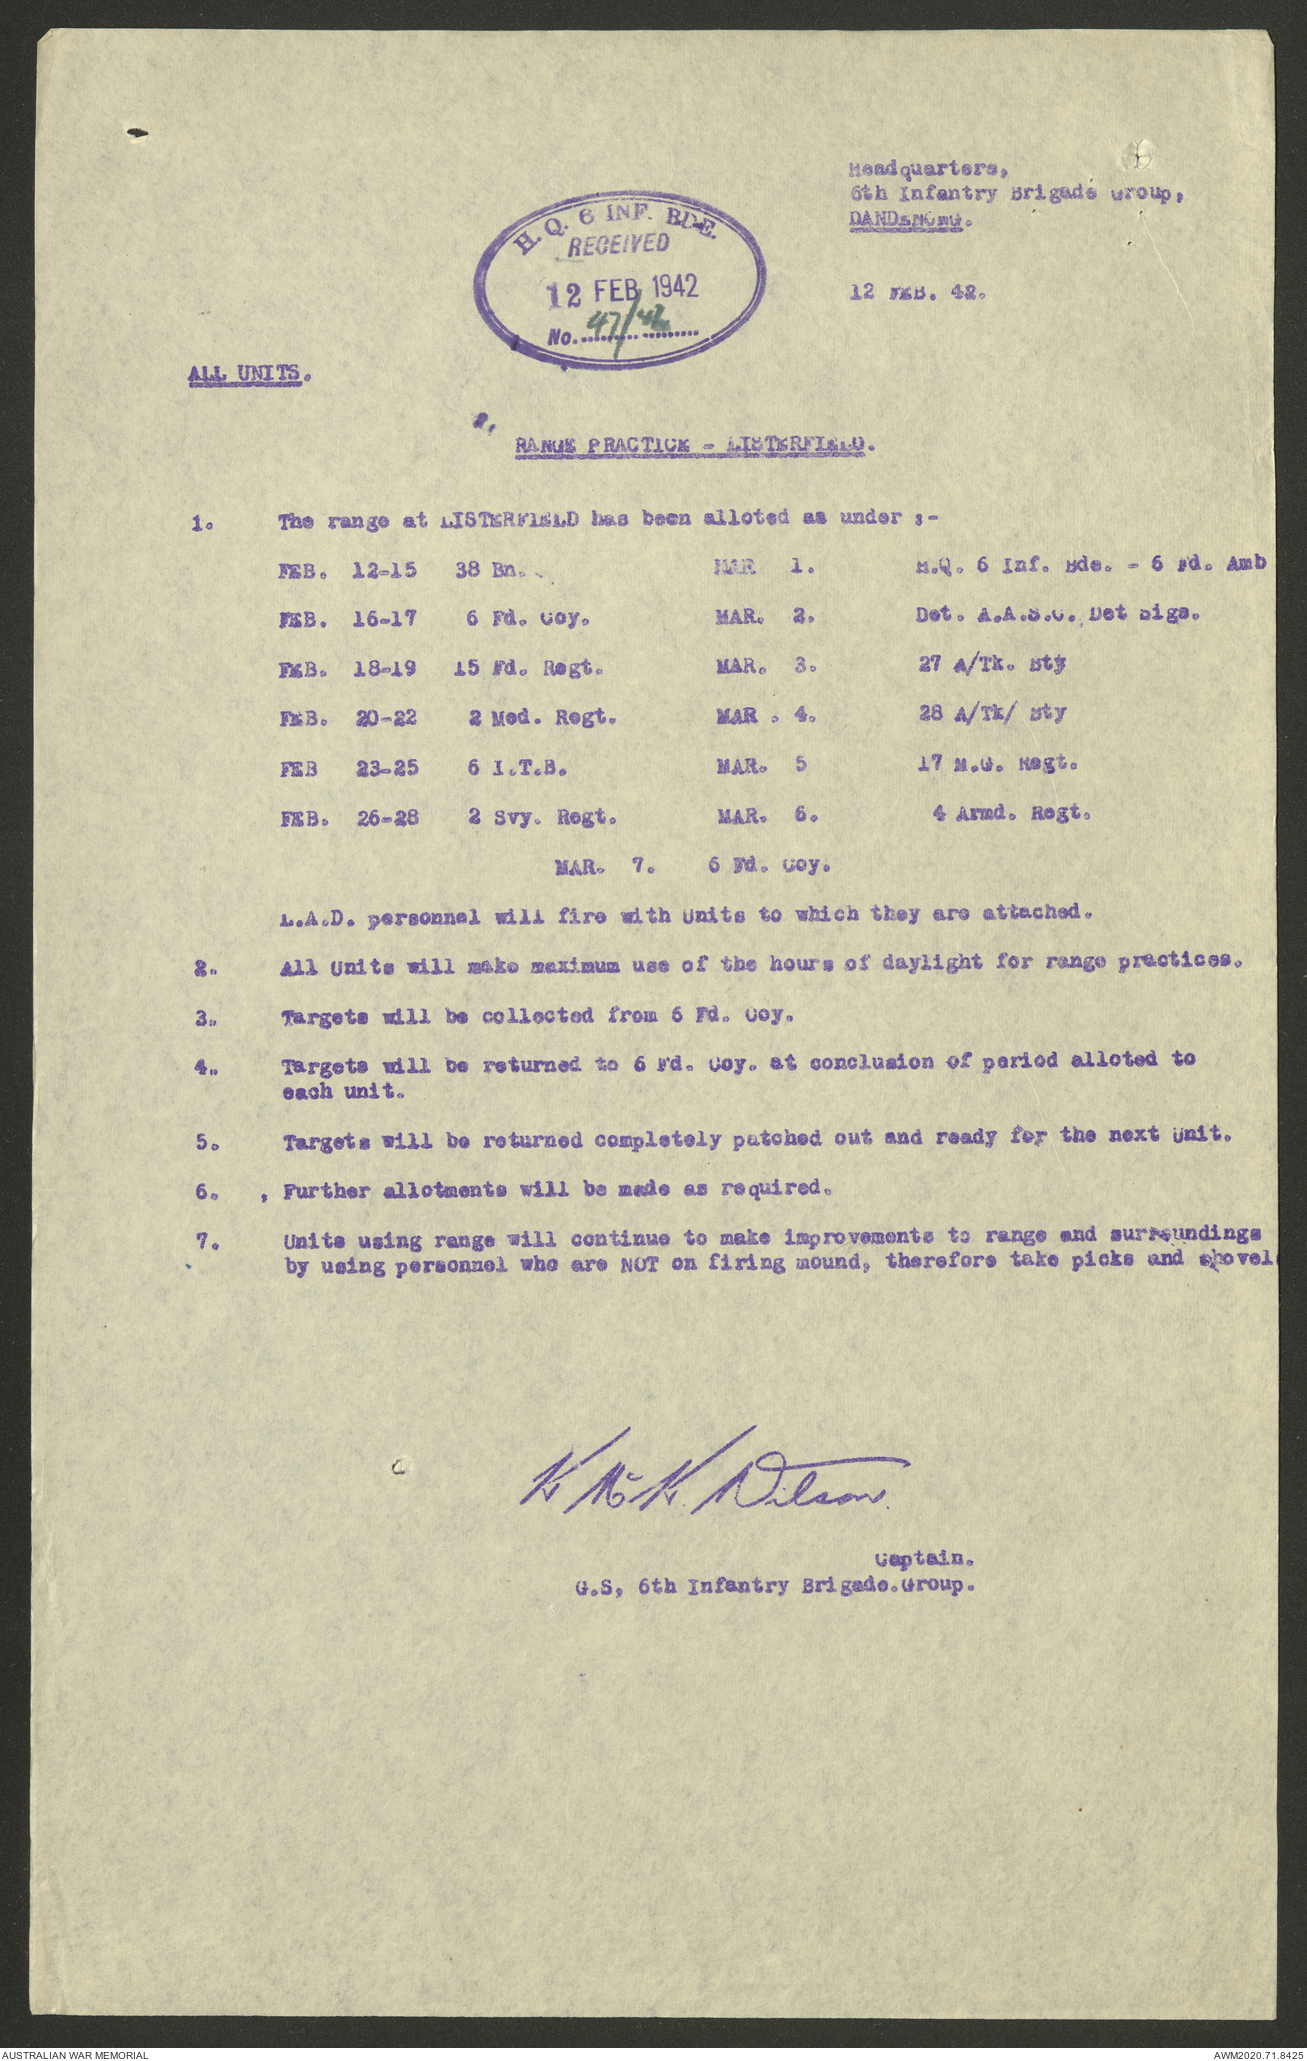 Headquarters,
6th Infantry Brigade Group,
DANDENONG.
H.Q. 6 INF. BDE.
RECEIVED
12 FEB 1942
No. 47/42
12 FEB. 42.
ALL UNITS.
RANGE PRACTICE - LISTERFIELD.
1. The range at LISTERFIELD has been alloted as under :-
FEB. 12-15 38 Bn. MAR 1. H.Q. 6 Inf. Bde. - 6 Fd. Amb
FEB. 16-17 6 Fd. Coy. MAR. 2. Det. A.A.S.C. Det Sigs.
FEB. 18-19 15 Fd. Regt. MAR. 3. 27 A/Tk. Bty
FEB. 20-22 2 Med. Regt. MAR . 4. 28 A/Tk/ Bty
FEB 23-25 6 I.T.B. MAR. 5 17 M.G. Regt.
FEB. 26-28 2 Svy. Regt. MAR. 6. 4 Armd. Regt.
MAR. 7. 6 Fd. Coy.
L.A.D. personnel will fire with Units to which they are attached.
2. All Units will make maximum use of the hours of daylight for range practices.
3. Targets will be collected from 6 Fd. Coy.
4. Targets will be returned to 6 Fd. Coy. at conclusion of period alloted to
each unit.
5. Targets will be returned completely patched out and ready for the next Unit.
6. , Further allotments will be made as required.
7. Units using range will continue to make improvements to range and surroundings
by using personnel who are NOT on firing mound, therefore take picks and shovel
K McK. Wilson.
Captain.
G.S, 6th Infantry Brigade.Group.
AUSTRALIAN WAR MEMORIAL
AWM2020.71.8425